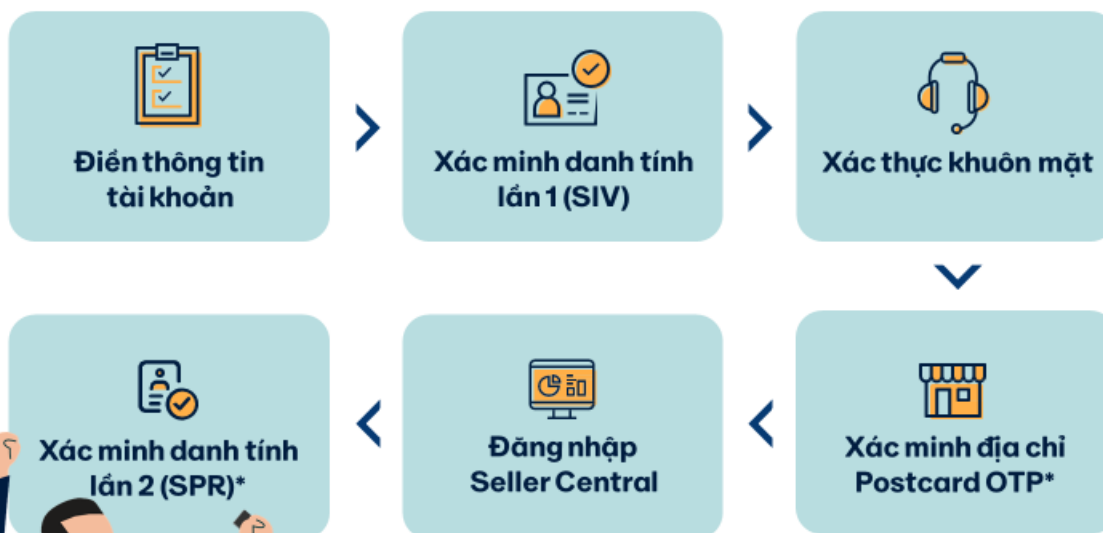 Điền thông tin
tài khoản
Xác minh danh tính
lần 1 (SIV)
Xác thực khuôn mặt
Xác minh địa chỉ
Postcard OTP*
Đăng nhập
Seller Central
Xác minh danh tính
lần 2 (SPR)*